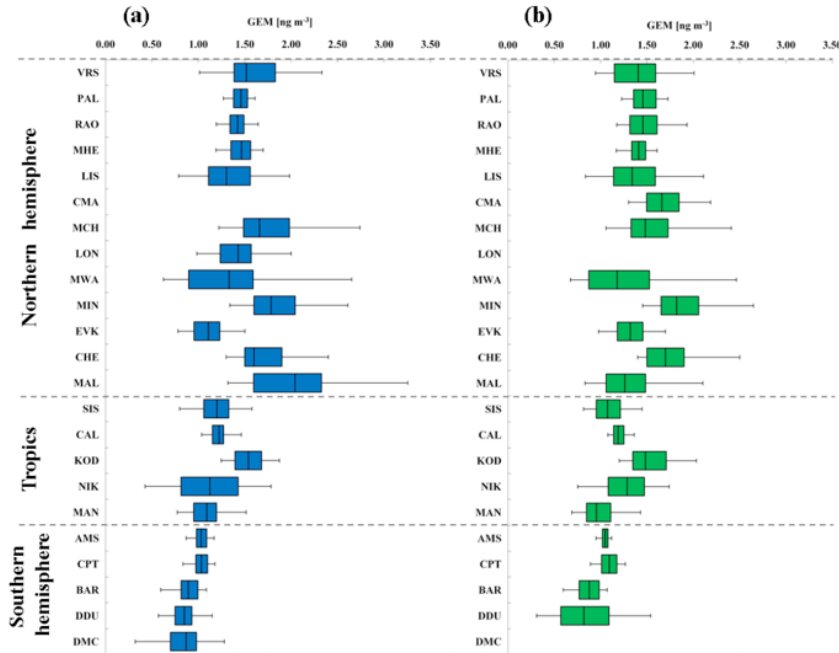 (a)
GEM [ng m⁻³]
0.00 0.50 1.00 1.50 2.00 2.50 3.00 3.50
(b)
GEM [ng m⁻³]
0.00 0.50 1.00 1.50 2.00 2.50 3.00 3.50
Northern hemisphere
VRS
PAL
RAO
MHE
LIS
CMA
MCH
LON
MWA
MIN
EVK
CHE
MAL
Tropics
SIS
CAL
KOD
NIK
MAN
Southern
hemisphere
AMS
CPT
BAR
DDU
DMC
VRS
PAL
RAO
MHE
LIS
CMA
MCH
LON
MWA
MIN
EVK
CHE
MAL
SIS
CAL
KOD
NIK
MAN
AMS
CPT
BAR
DDU
DMC